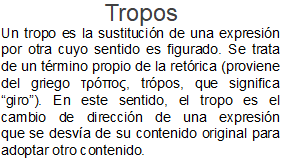 Tropos
Un tropo es la sustitución de una expresión
por otra cuyo sentido es figurado. Se trata
de un término propio de la retórica (proviene
del griego τρόπος, trópos, que significa
“giro”). En este sentido, el tropo es el
cambio de dirección de una expresión
que se desvía de su contenido original para
adoptar otro contenido.